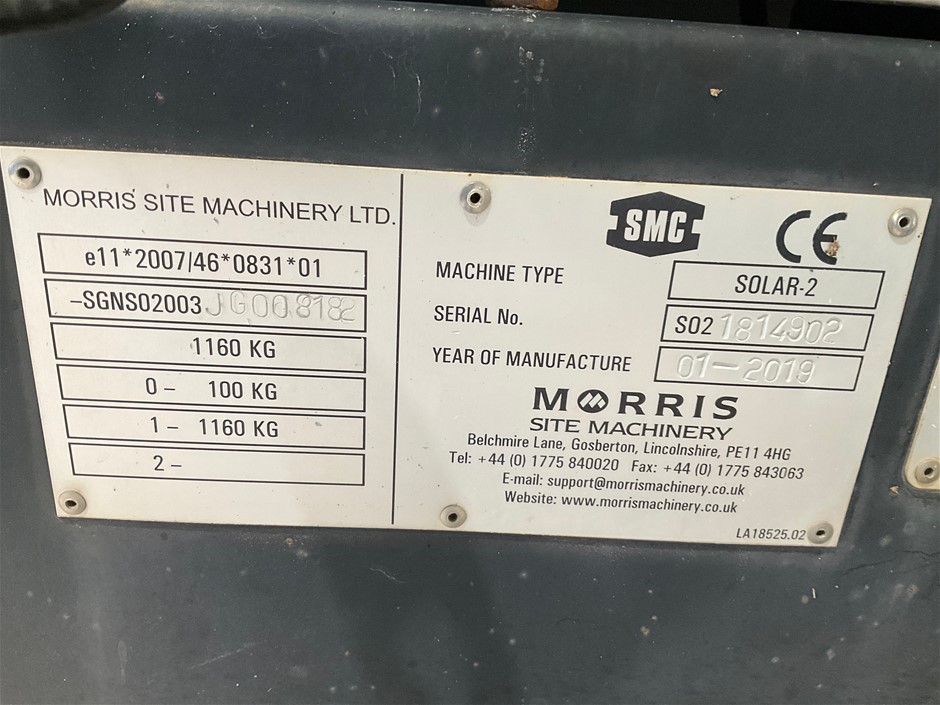 MORRIS SITE MACHINERY LTD.
e11*2007/46*0831*01
-SGNS02003JG008182
1160 KG
0 - 100 KG
1 - 1160 KG
2 -
SMC
CE
MACHINE TYPE SOLAR-2
SERIAL No. S021814902
YEAR OF MANUFACTURE 01-2019
MORRIS
SITE MACHINERY
Belchmire Lane, Gosberton, Lincolnshire, PE11 4HG
Tel: +44 (0) 1775 840020 Fax: +44 (0) 1775 843063
E-mail: support@morrismachinery.co.uk
Website: www.morrismachinery.co.uk
LA18525.02